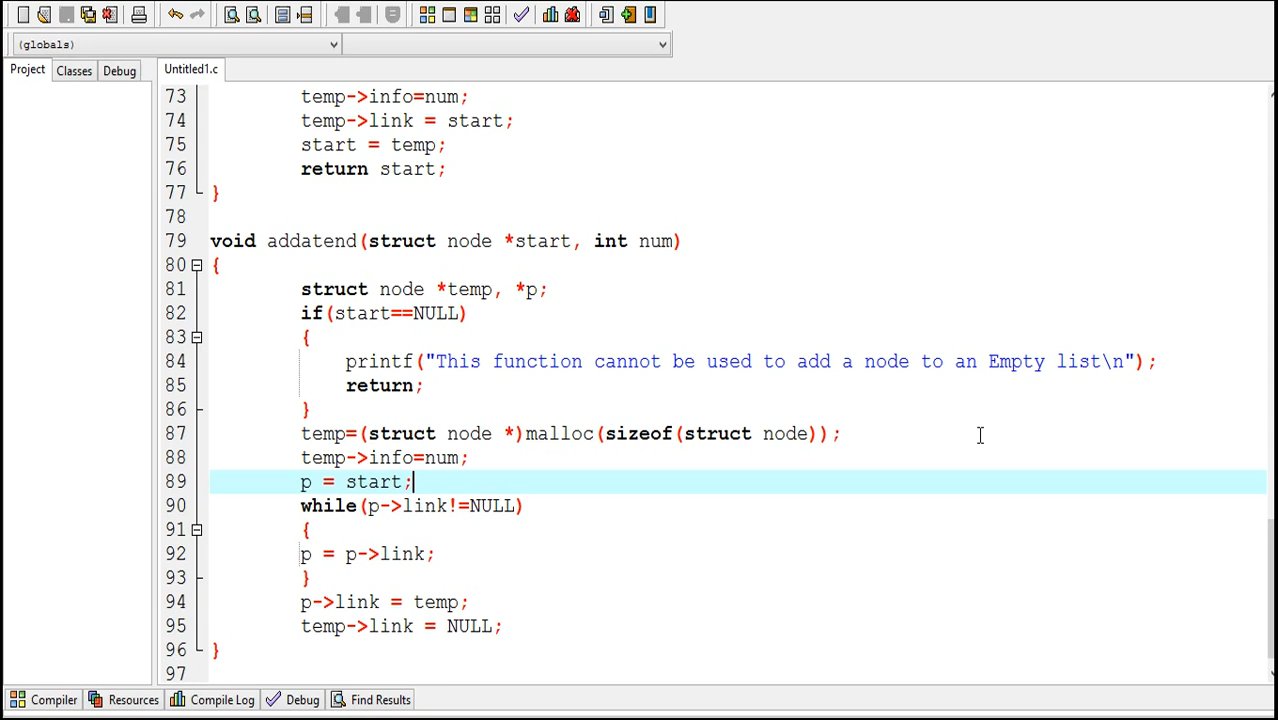 (globals)
Project Classes Debug Untitled1.c
73 temp->info=num;
74 temp->link = start;
75 start = temp;
76 return start;
77 }
78
79 void addatend(struct node *start, int num)
80 {
81 struct node *temp, *p;
82 if(start==NULL)
83 {
84 printf("This function cannot be used to add a node to an Empty list\n");
85 return;
86 }
87 temp=(struct node *)malloc(sizeof(struct node));
88 temp->info=num;
89 p = start;
90 while(p->link!=NULL)
91 {
92 p = p->link;
93 }
94 p->link = temp;
95 temp->link = NULL;
96 }
97
Compiler Resources Compile Log Debug Find Results